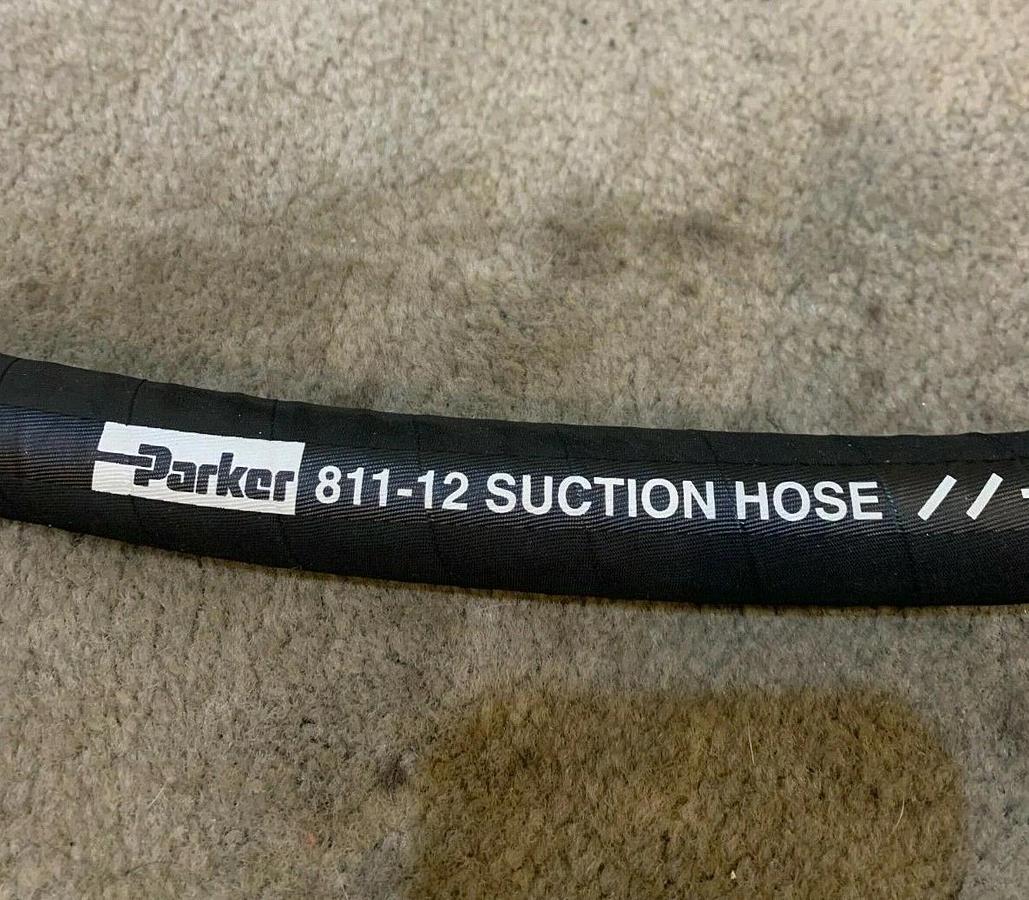 Parker 811-12 SUCTION HOSE //